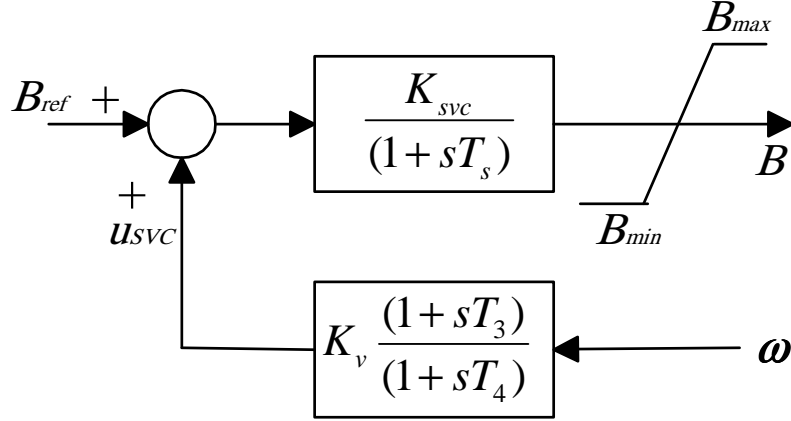 B_max
B_ref +
K_svc
(1 + sT_s)
B
+
u_SVC
B_min
K_v (1 + sT_3)
(1 + sT_4)
ω